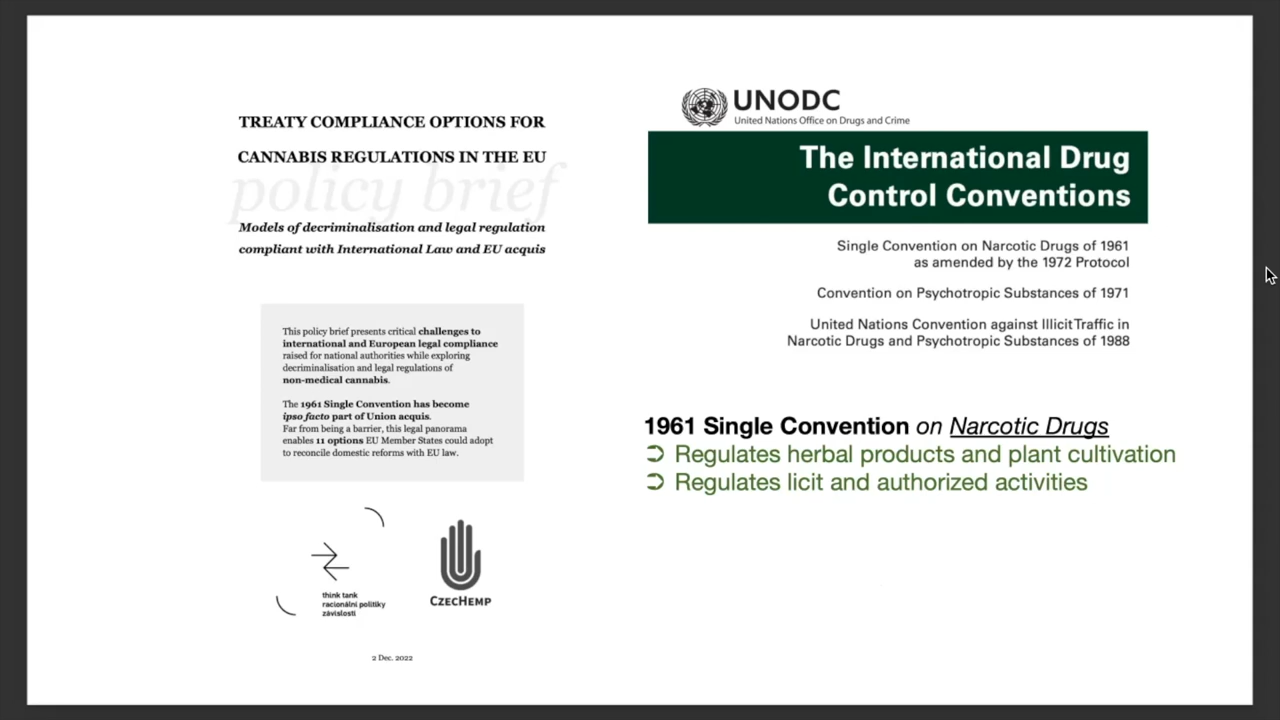 TREATY COMPLIANCE OPTIONS FOR
CANNABIS REGULATIONS IN THE EU
policy brief
Models of decriminalisation and legal regulation
compliant with International Law and EU acquis
This policy brief presents critical challenges to
international and European legal compliance
raised for national authorities while exploring
decriminalisation and legal regulations of
non-medical cannabis.
The 1961 Single Convention has become
ipso facto part of Union acquis.
Far from being a barrier, this legal panorama
enables 11 options EU Member States could adopt
to reconcile domestic reforms with EU law.
think tank
racionální politiky
závislostí
CZECHEMP
2 Dec. 2022
UNODC
United Nations Office on Drugs and Crime
The International Drug
Control Conventions
Single Convention on Narcotic Drugs of 1961
as amended by the 1972 Protocol
Convention on Psychotropic Substances of 1971
United Nations Convention against Illicit Traffic in
Narcotic Drugs and Psychotropic Substances of 1988
1961 Single Convention on Narcotic Drugs
➲ Regulates herbal products and plant cultivation
➲ Regulates licit and authorized activities